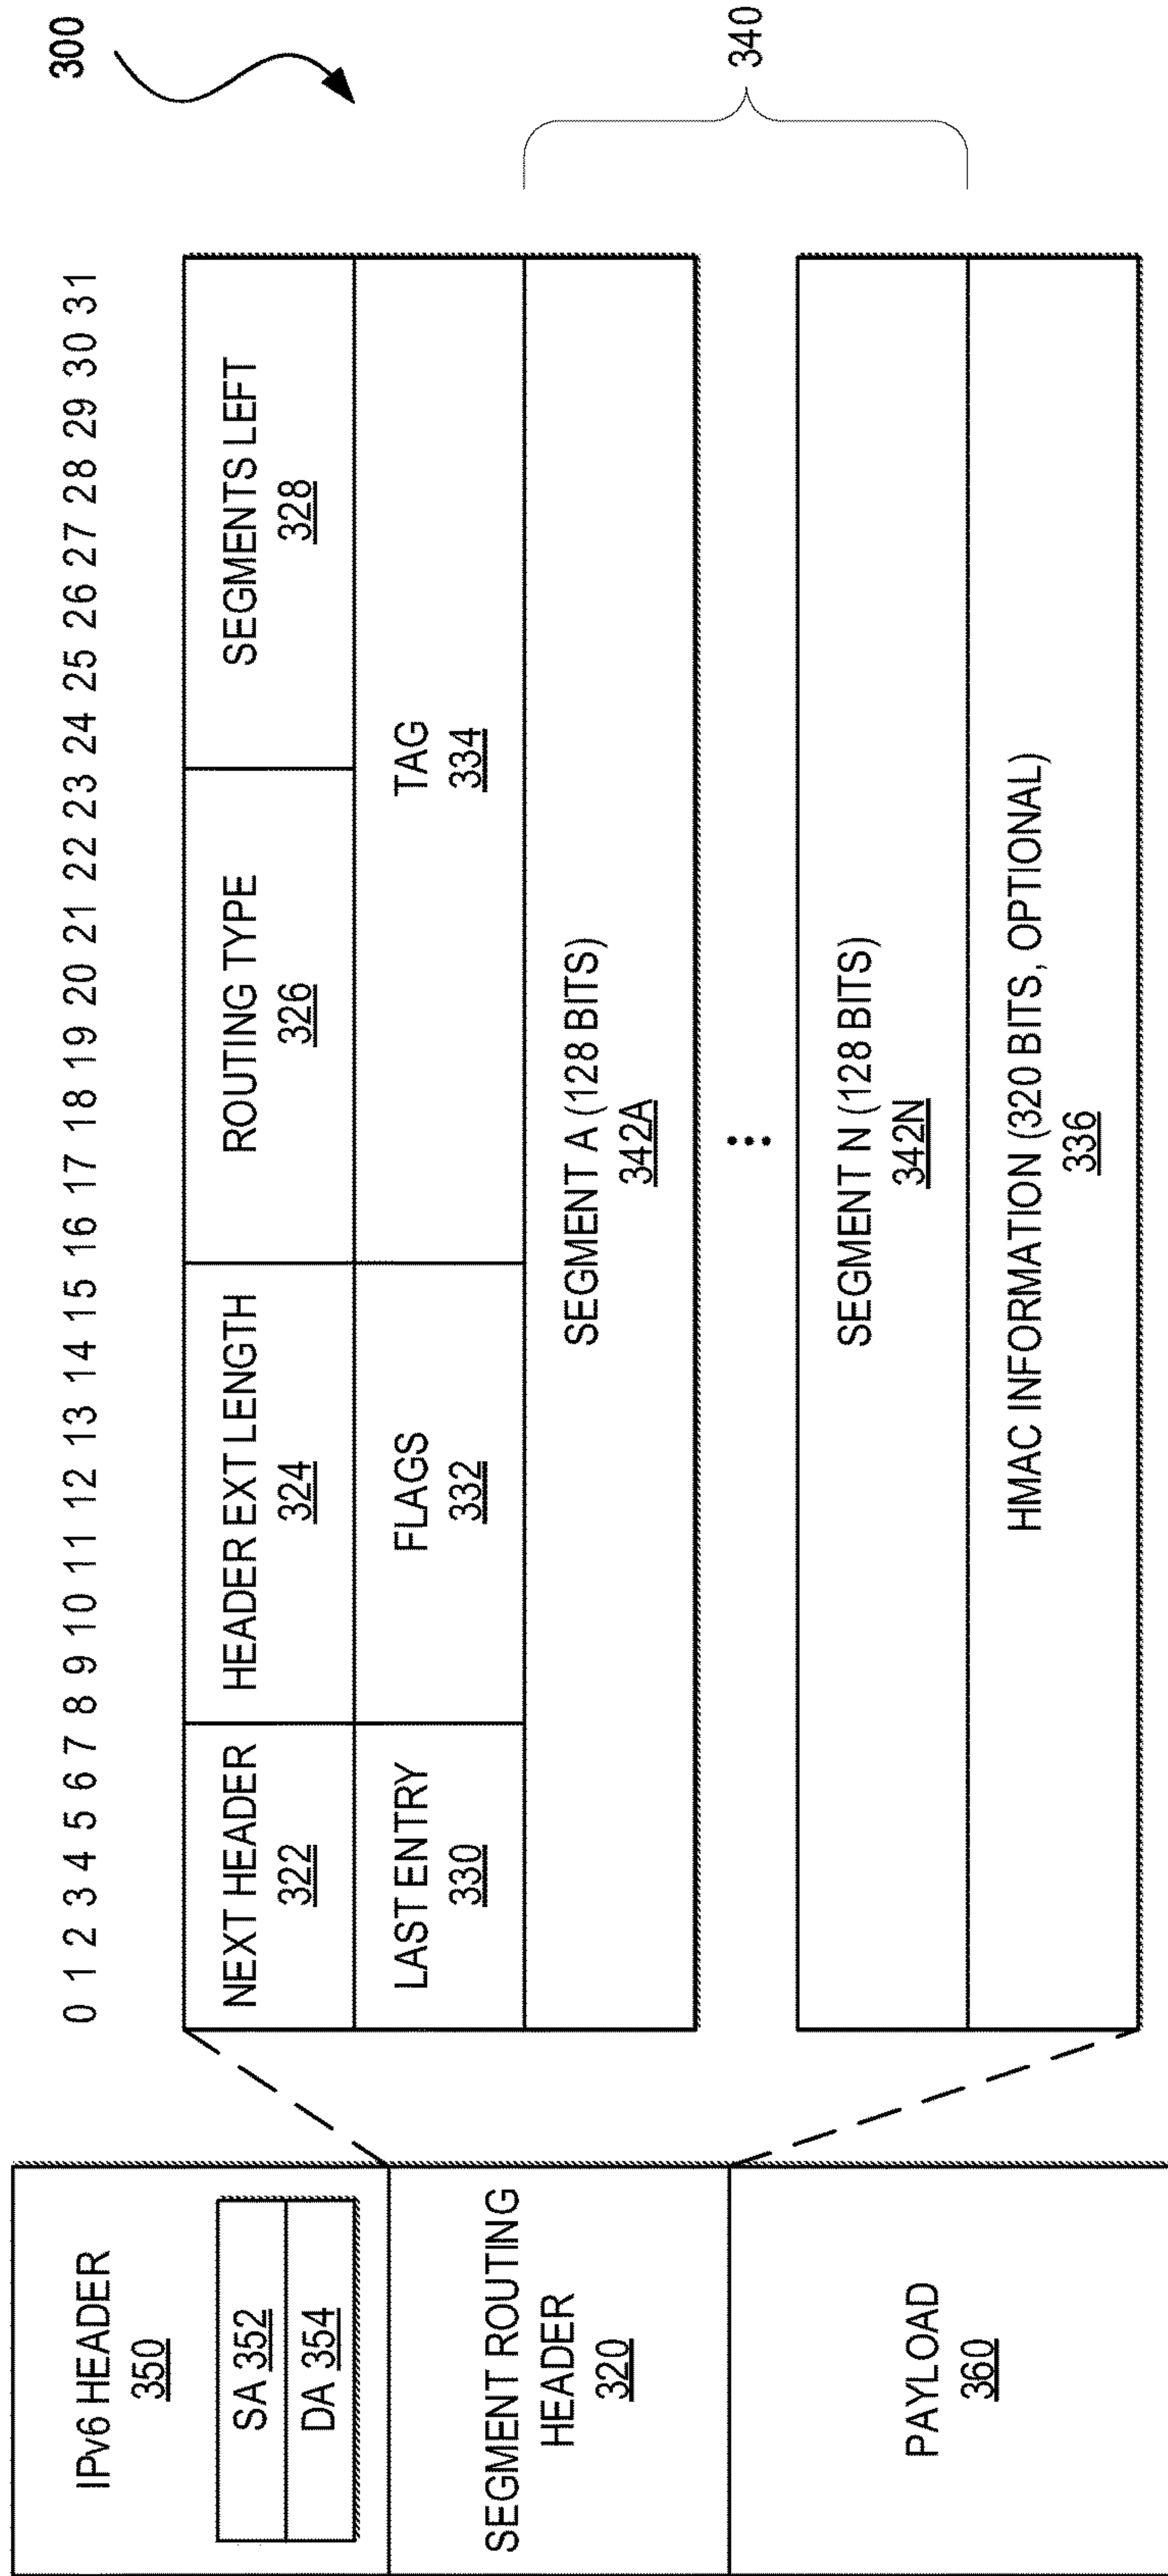 300
0 1 2 3 4 5 6 7 8 9 10 11 12 13 14 15 16 17 18 19 20 21 22 23 24 25 26 27 28 29 30 31
IPv6 HEADER
350
SA 352
DA 354
SEGMENT ROUTING
HEADER
320
PAYLOAD
360
NEXT HEADER
322
HEADER EXT LENGTH
324
ROUTING TYPE
326
SEGMENTS LEFT
328
LAST ENTRY
330
FLAGS
332
TAG
334
SEGMENT A (128 BITS)
342A
SEGMENT N (128 BITS)
342N
340
HMAC INFORMATION (320 BITS, OPTIONAL)
336